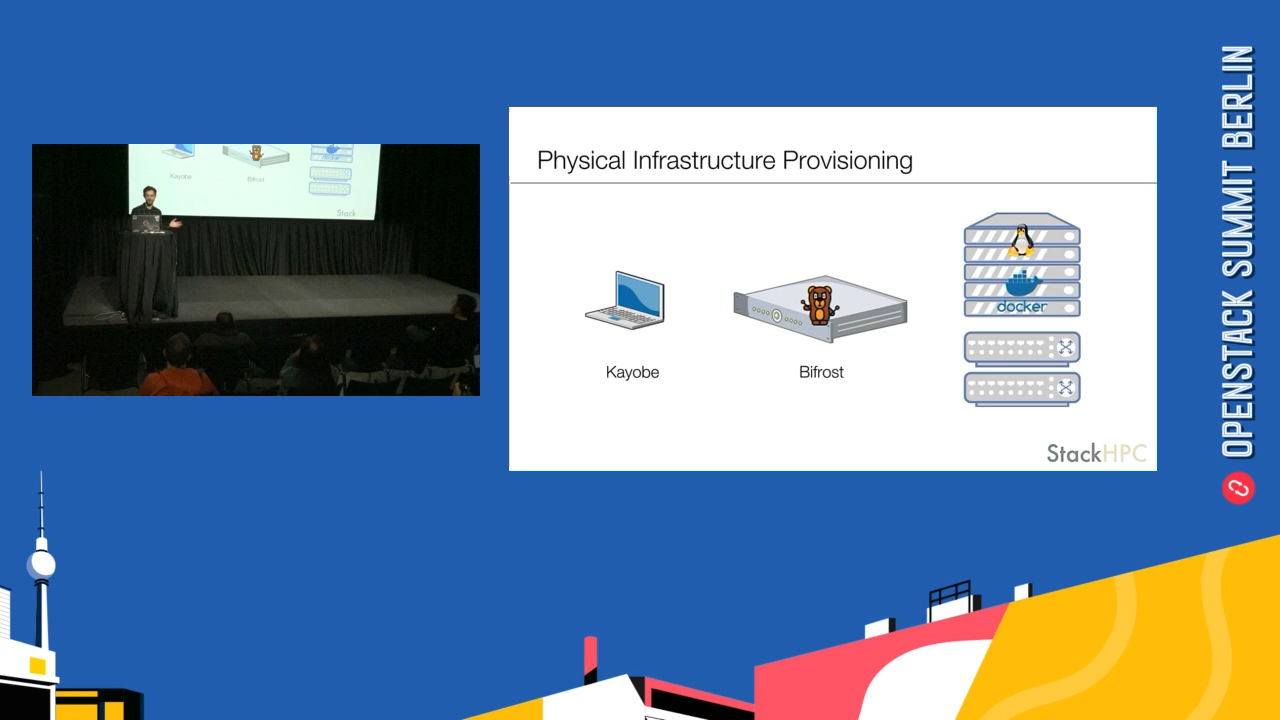 Physical Infrastructure Provisioning
docker
Kayobe
Bifrost
StackHPC
Kayobe
Bifrost
Stack
OPENSTACK SUMMIT BERLIN